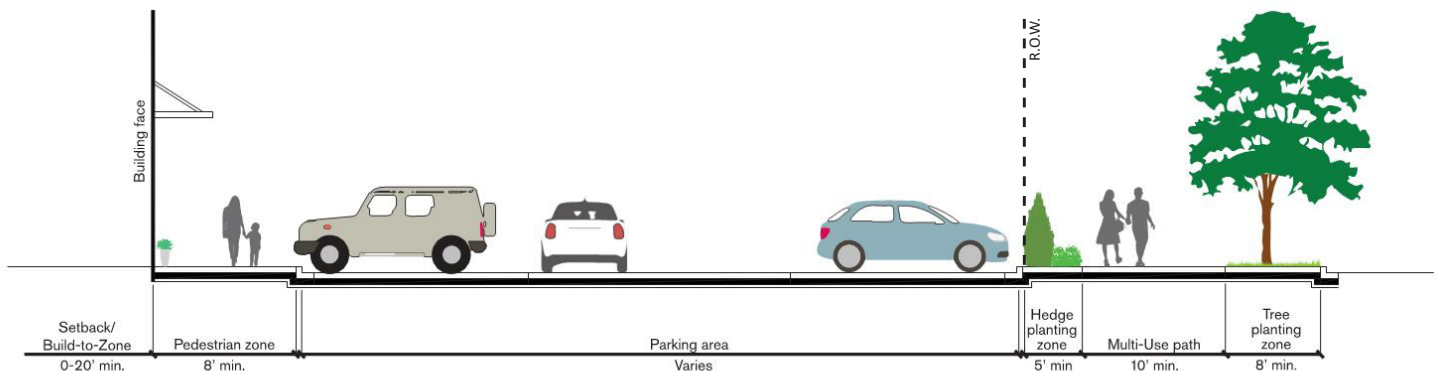 R.O.W.
Building face
Setback/
Build-to-Zone
0-20' min.
Pedestrian zone
8' min.
Parking area
Varies
Hedge
planting
zone
5' min
Multi-Use path
10' min.
Tree
planting
zone
8' min.